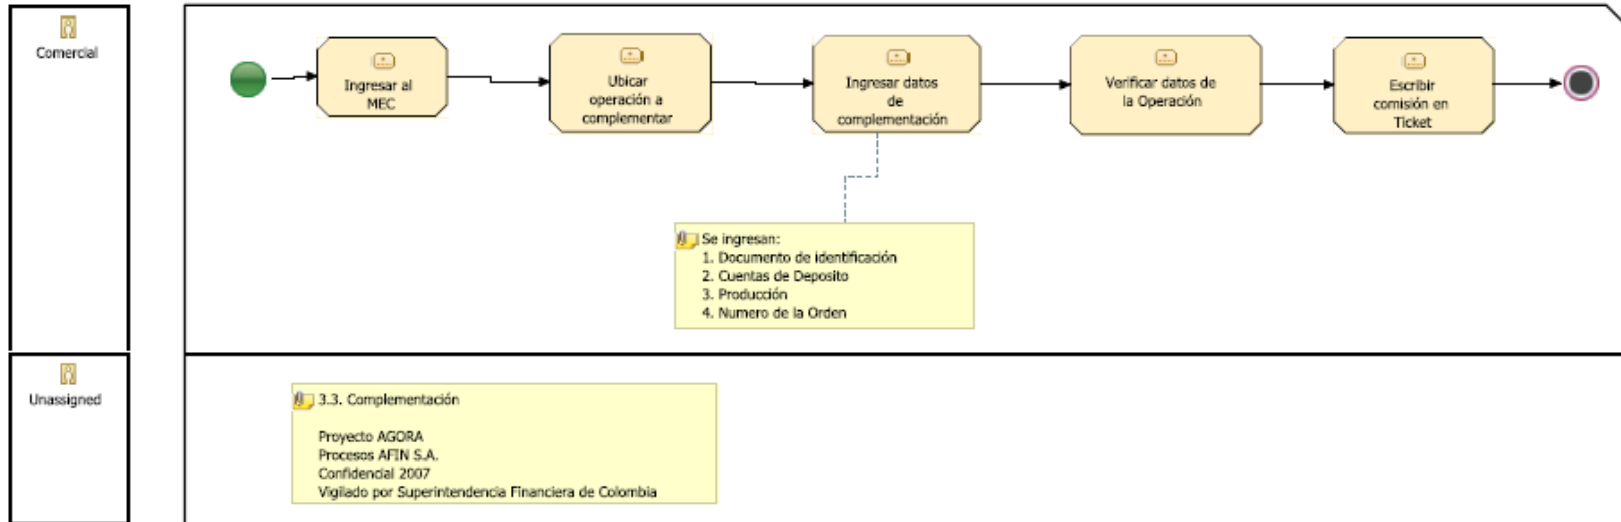 Comercial
Ingresar al
MEC
Ubicar
operación a
complementar
Ingresar datos
de
complementación
Verificar datos de
la Operación
Escribir
comisión en
Ticket
Se ingresan:
1. Documento de identificación
2. Cuentas de Deposito
3. Producción
4. Numero de la Orden
Unassigned
3.3. Complementación
Proyecto AGORA
Procesos AFIN S.A.
Confidencial 2007
Vigilado por Superintendencia Financiera de Colombia